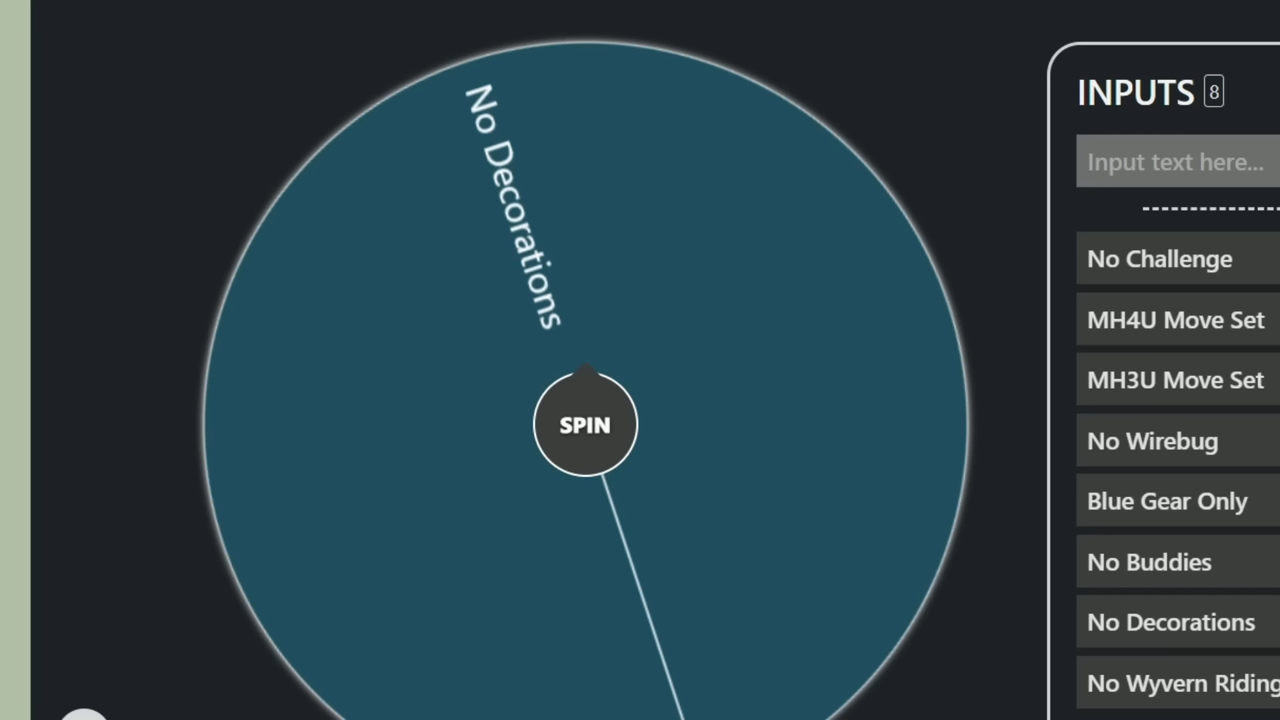 No Decorations
SPIN
INPUTS 8
Input text here...
No Challenge
MH4U Move Set
MH3U Move Set
No Wirebug
Blue Gear Only
No Buddies
No Decorations
No Wyvern Riding